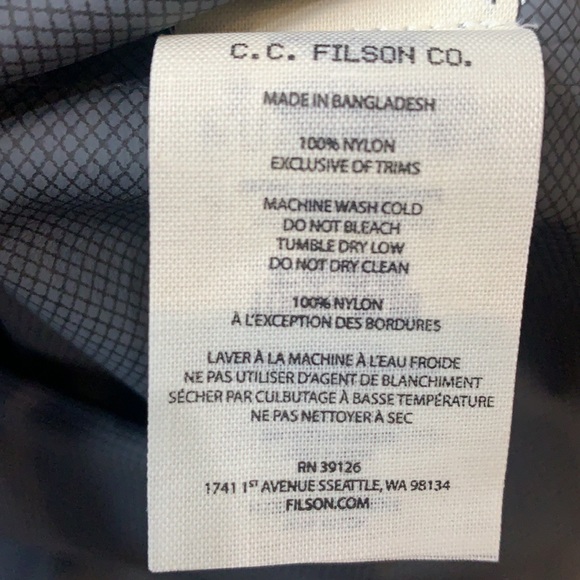 C.C. FILSON CO.
MADE IN BANGLADESH
100% NYLON
EXCLUSIVE OF TRIMS
MACHINE WASH COLD
DO NOT BLEACH
TUMBLE DRY LOW
DO NOT DRY CLEAN
100% NYLON
À L'EXCEPTION DES BORDURES
LAVER À LA MACHINE À L'EAU FROIDE
NE PAS UTILISER D'AGENT DE BLANCHIMENT
SÉCHER PAR CULBUTAGE À BASSE TEMPÉRATURE
NE PAS NETTOYER À SEC
RN 39126
1741 1ST AVENUE SSEATTLE, WA 98134
FILSON.COM